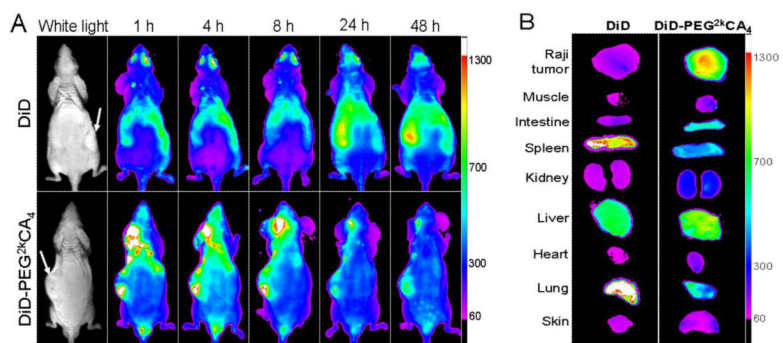 A
White light 1 h 4 h 8 h 24 h 48 h
DiD
DiD-PEG²ᵏCA₄
1300
700
300
60
B
DiD DiD-PEG²ᵏCA₄
Raji
tumor
Muscle
Intestine
Spleen
Kidney
Liver
Heart
Lung
Skin
1300
700
300
60